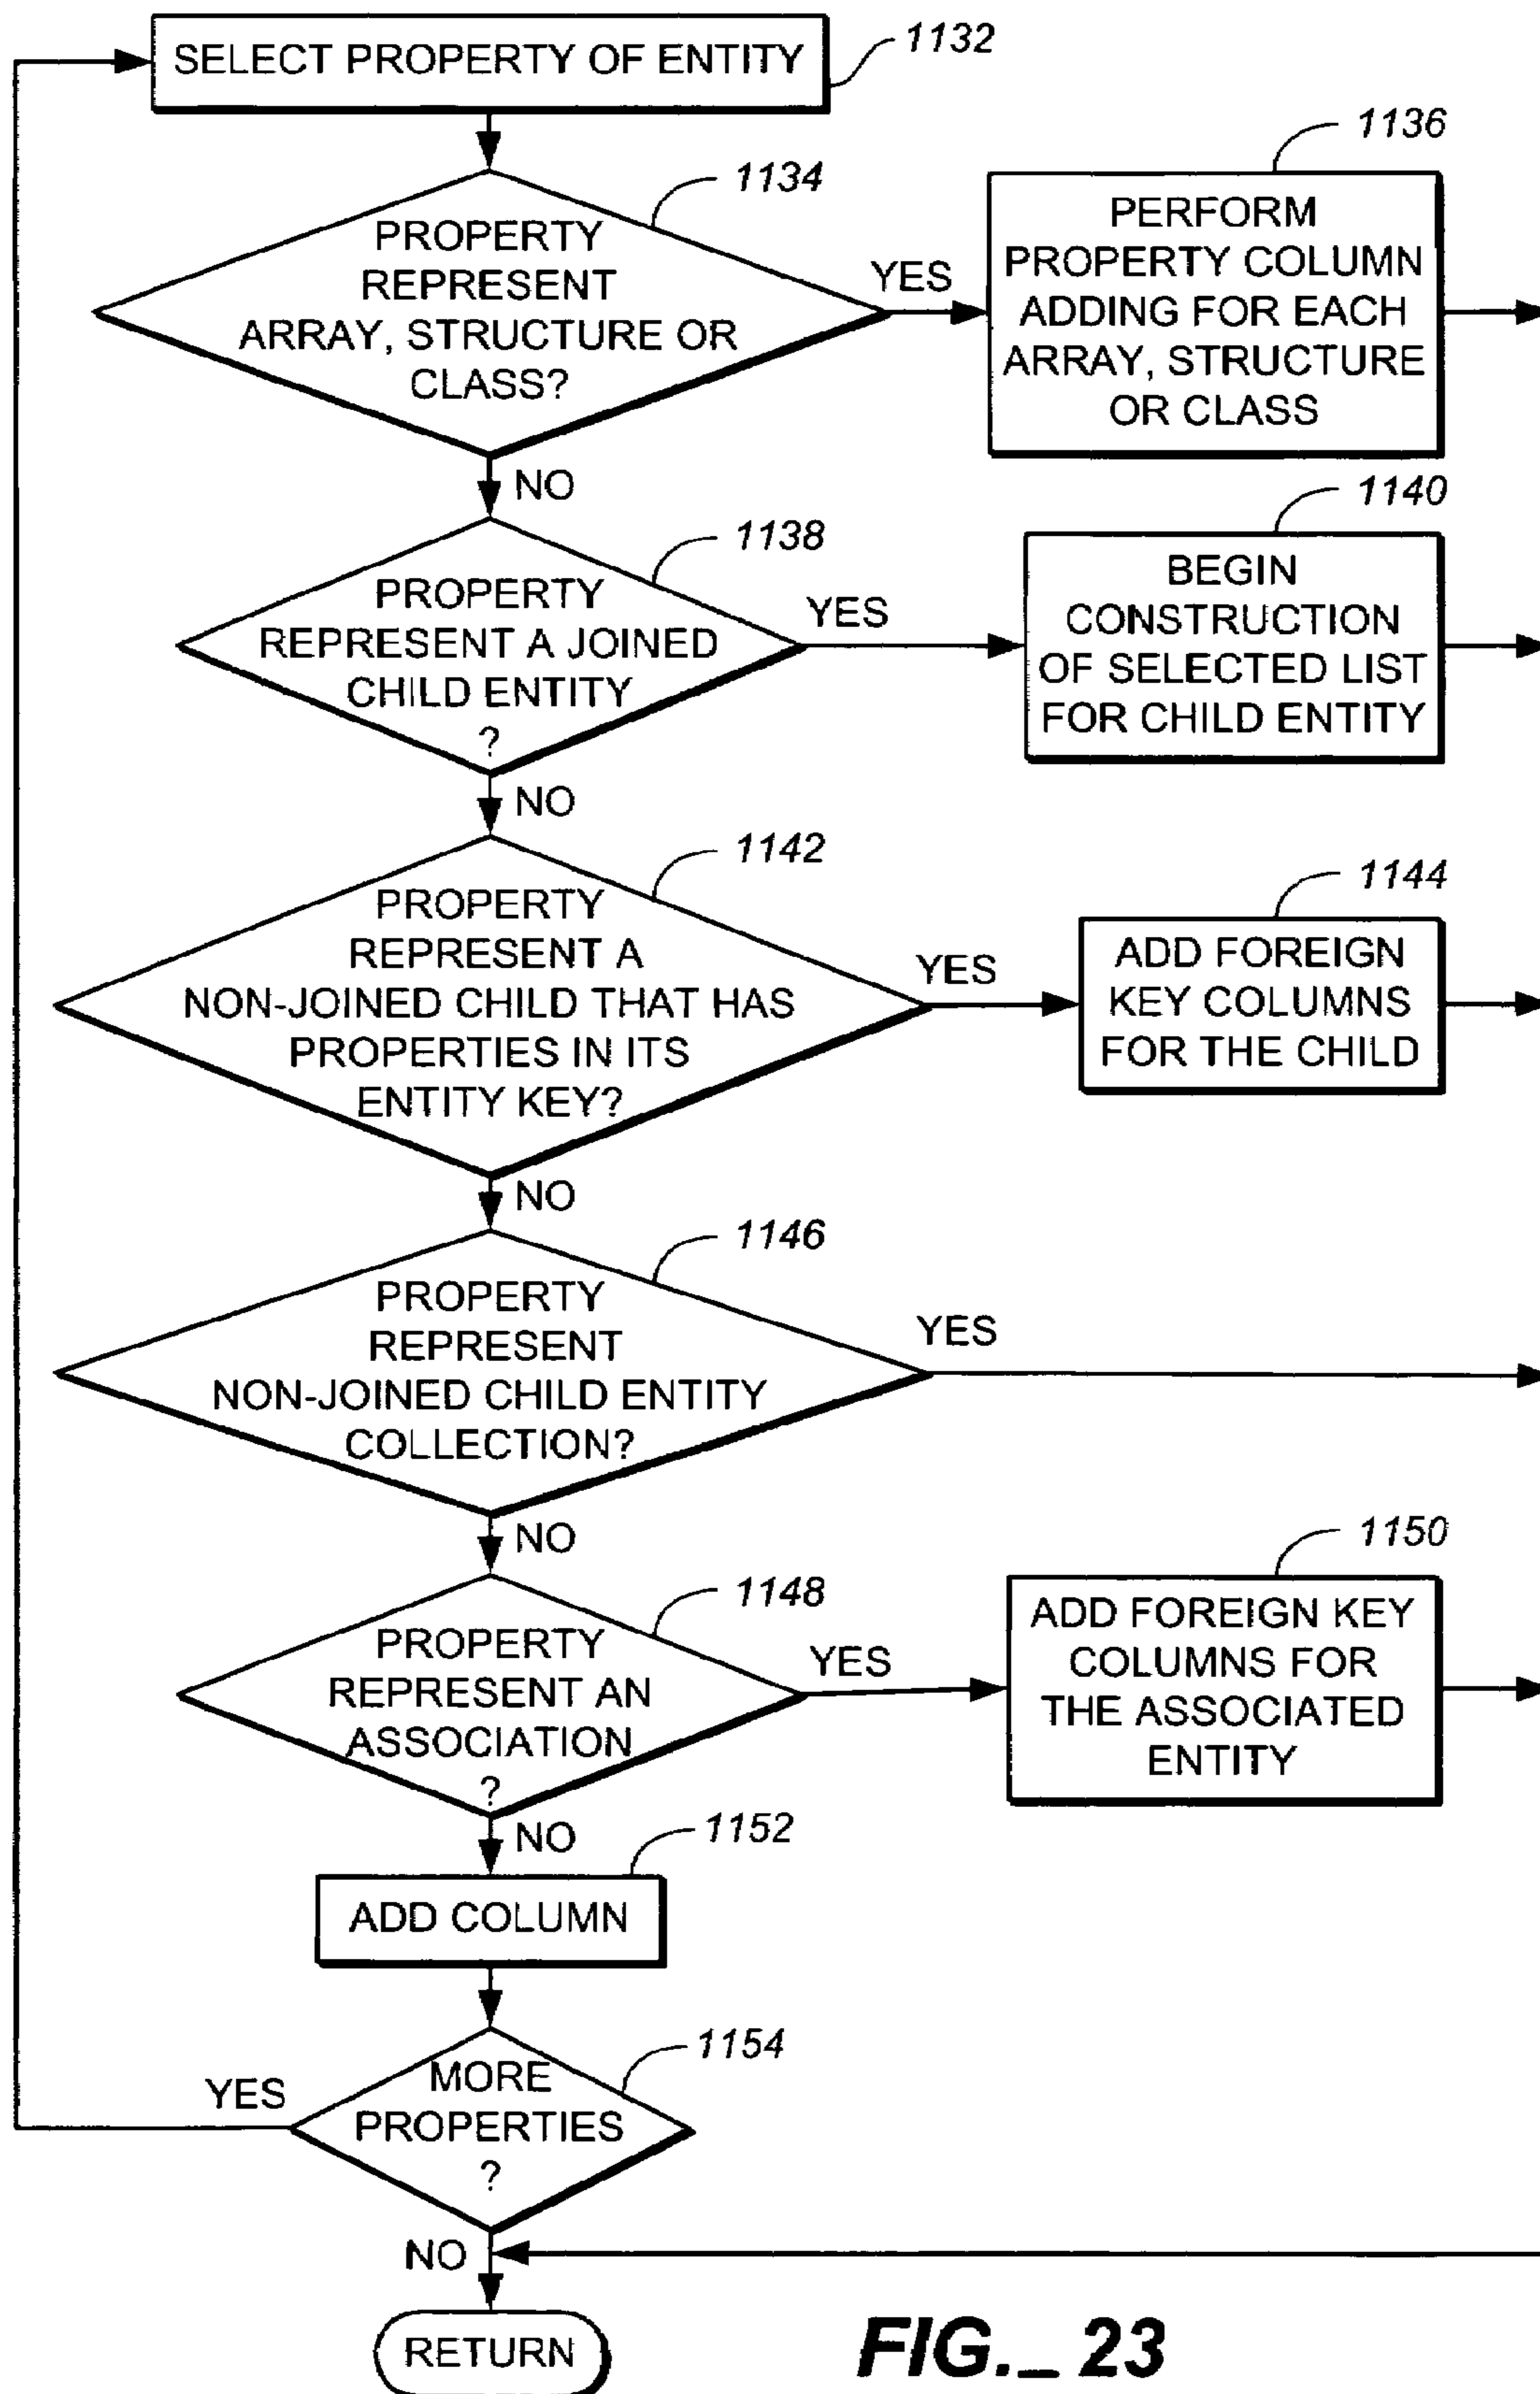 SELECT PROPERTY OF ENTITY
1132
1134
PROPERTY
REPRESENT
ARRAY, STRUCTURE OR
CLASS?
YES
1136
PERFORM
PROPERTY COLUMN
ADDING FOR EACH
ARRAY, STRUCTURE
OR CLASS
NO
1138
PROPERTY
REPRESENT A JOINED
CHILD ENTITY
?
YES
1140
BEGIN
CONSTRUCTION
OF SELECTED LIST
FOR CHILD ENTITY
NO
1142
PROPERTY
REPRESENT A
NON-JOINED CHILD THAT HAS
PROPERTIES IN ITS
ENTITY KEY?
YES
1144
ADD FOREIGN
KEY COLUMNS
FOR THE CHILD
NO
1146
PROPERTY
REPRESENT
NON-JOINED CHILD ENTITY
COLLECTION?
YES
NO
1148
PROPERTY
REPRESENT AN
ASSOCIATION
?
YES
1150
ADD FOREIGN KEY
COLUMNS FOR
THE ASSOCIATED
ENTITY
NO
1152
ADD COLUMN
1154
MORE
PROPERTIES
?
YES
NO
RETURN
FIG._ 23